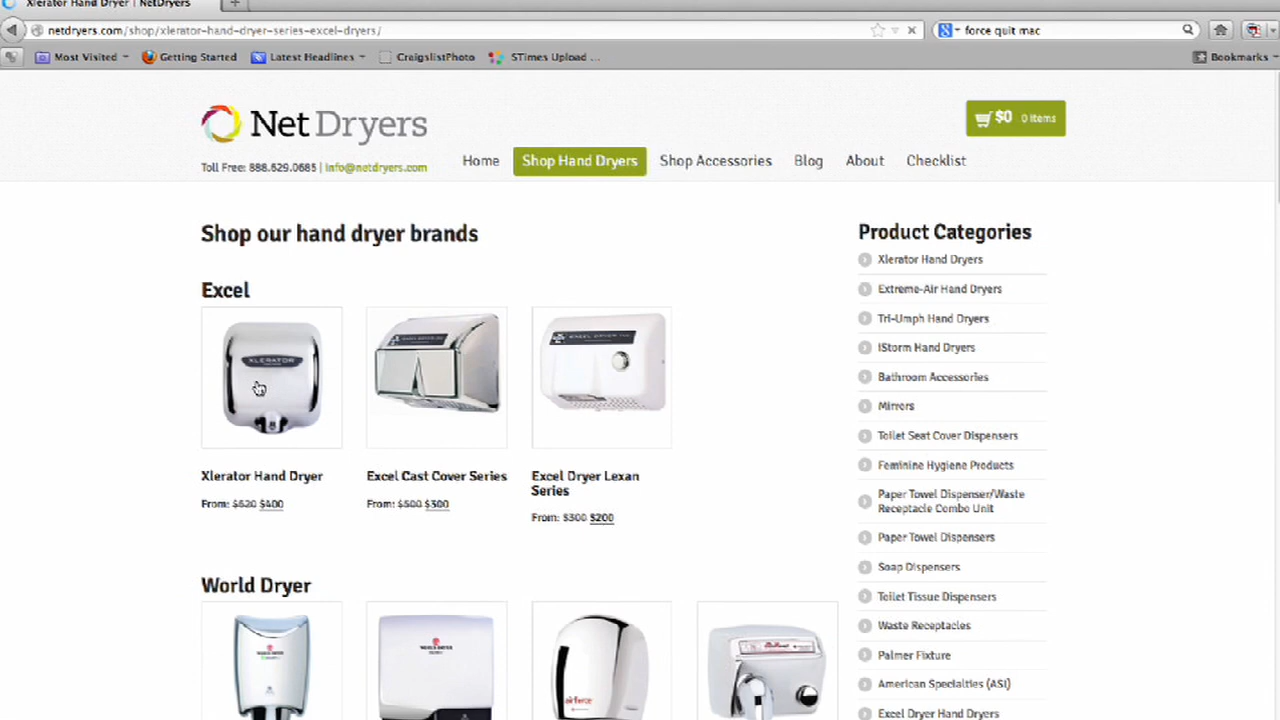 Xlerator Hand Dryer | NetDryers
netdryers.com/shop/xlerator-hand-dryer-series-excel-dryers/
force quit mac
Most Visited
Getting Started
Latest Headlines
CraigslistPhoto
STimes Upload ...
Bookmarks
Net Dryers
$0 0 items
Toll Free: 888.629.0685 | info@netdryers.com
Home
Shop Hand Dryers
Shop Accessories
Blog
About
Checklist
Shop our hand dryer brands
Excel
XLERATOR
Xlerator Hand Dryer
From: $520 $400
Excel Cast Cover Series
From: $500 $300
Excel Dryer Lexan
Series
From: $300 $200
World Dryer
airforce
Product Categories
Xlerator Hand Dryers
Extreme-Air Hand Dryers
Tri-Umph Hand Dryers
iStorm Hand Dryers
Bathroom Accessories
Mirrors
Toilet Seat Cover Dispensers
Feminine Hygiene Products
Paper Towel Dispenser/Waste
Receptacle Combo Unit
Paper Towel Dispensers
Soap Dispensers
Toilet Tissue Dispensers
Waste Receptacles
Palmer Fixture
American Specialties (ASI)
Excel Dryer Hand Dryers